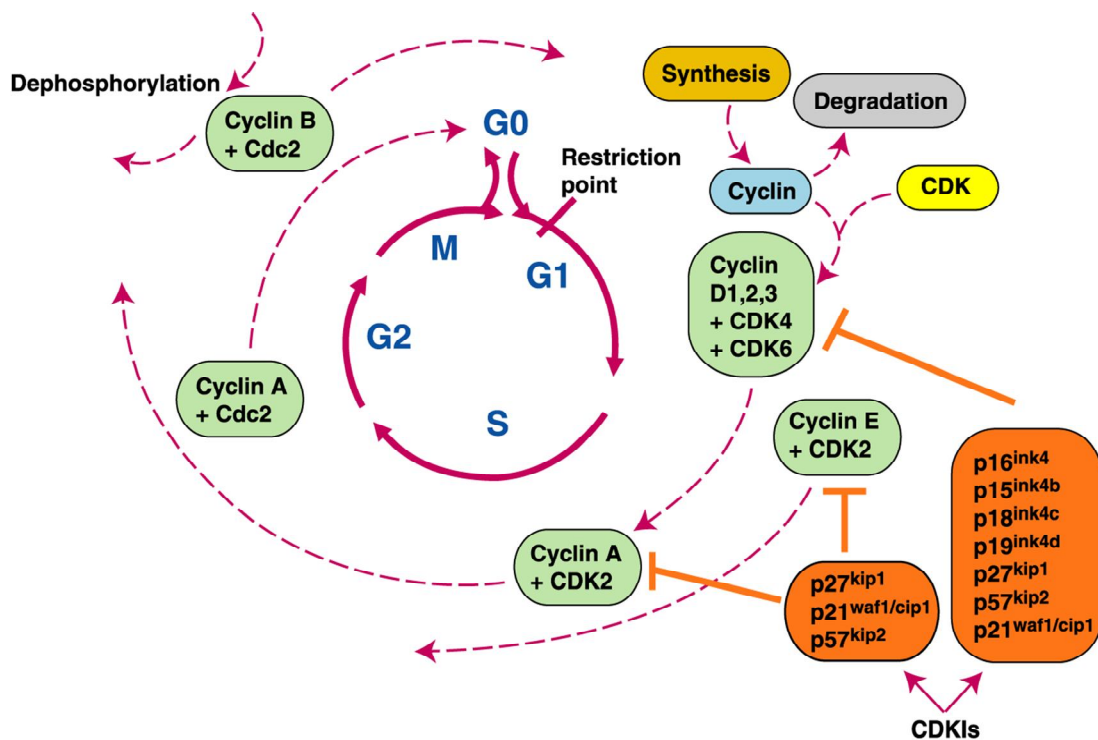 Dephosphorylation
Cyclin B
+ Cdc2
G0
Restriction
point
M
G1
G2
S
Cyclin A
+ Cdc2
Synthesis
Degradation
Cyclin
CDK
Cyclin
D1,2,3
+ CDK4
+ CDK6
Cyclin E
+ CDK2
Cyclin A
+ CDK2
p27kip1
p21waf1/cip1
p57kip2
p16ink4
p15ink4b
p18ink4c
p19ink4d
p27kip1
p57kip2
p21waf1/cip1
CDKIs